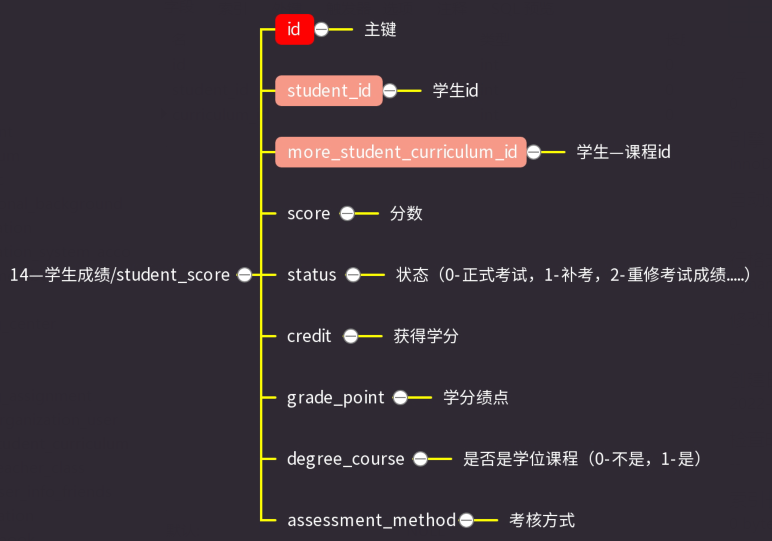 id 主键
student_id 学生id
more_student_curriculum_id 学生—课程id
score 分数
14—学生成绩/student_score status 状态（0-正式考试，1-补考，2-重修考试成绩.....）
credit 获得学分
grade_point 学分绩点
degree_course 是否是学位课程（0-不是，1-是）
assessment_method 考核方式